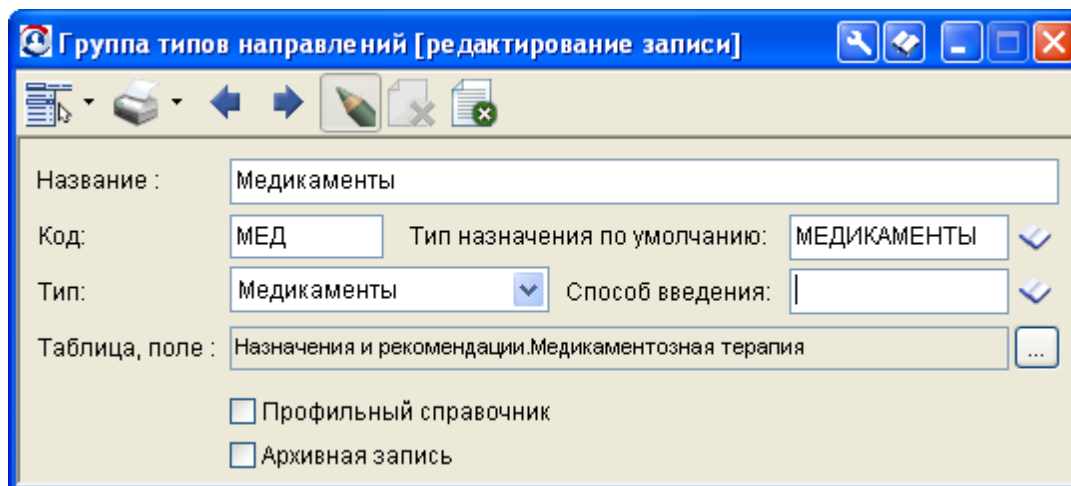 Группа типов направлений [редактирование записи]
Название : Медикаменты
Код: МЕД Тип назначения по умолчанию: МЕДИКАМЕНТЫ
Тип: Медикаменты Способ введения:
Таблица, поле : Назначения и рекомендации.Медикаментозная терапия ...
Профильный справочник
Архивная запись